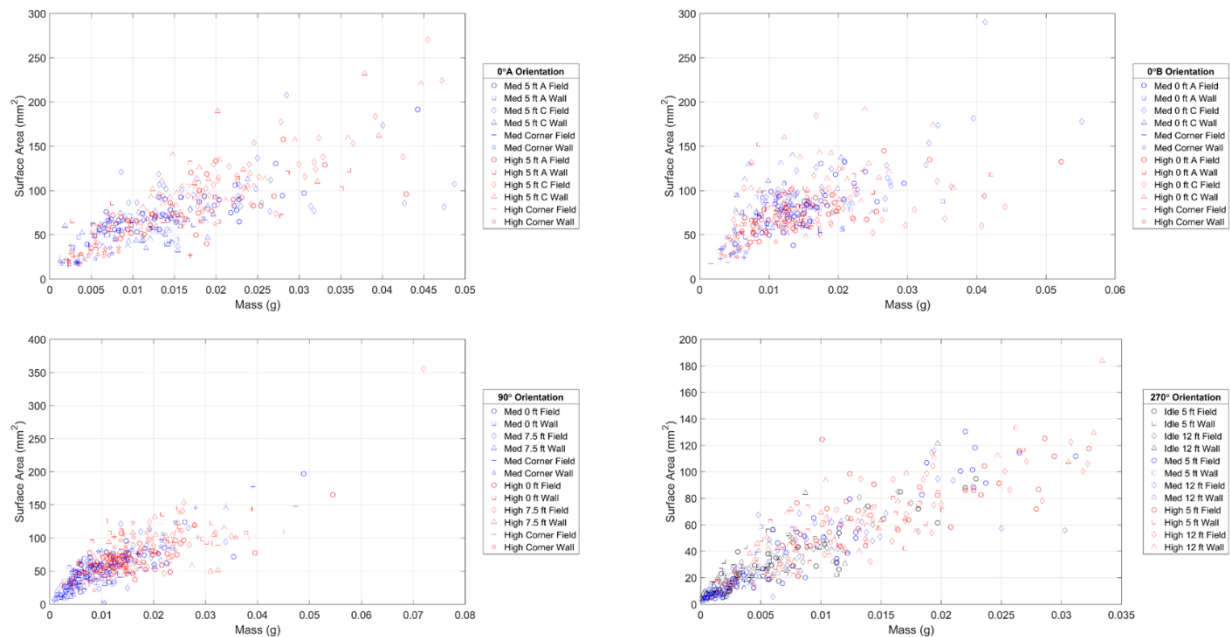 300
250
200
150
100
50
0
Surface Area (mm²)
0 0.005 0.01 0.015 0.02 0.025 0.03 0.035 0.04 0.045 0.05
Mass (g)
0°A Orientation
Med 5 ft A Field
Med 5 ft A Wall
Med 5 ft C Field
Med 5 ft C Wall
Med Corner Field
Med Corner Wall
High 5 ft A Field
High 5 ft A Wall
High 5 ft C Field
High 5 ft C Wall
High Corner Field
High Corner Wall
300
250
200
150
100
50
0
Surface Area (mm²)
0 0.01 0.02 0.03 0.04 0.05 0.06
Mass (g)
0°B Orientation
Med 0 ft A Field
Med 0 ft A Wall
Med 0 ft C Field
Med 0 ft C Wall
Med Corner Field
Med Corner Wall
High 0 ft A Field
High 0 ft A Wall
High 0 ft C Field
High 0 ft C Wall
High Corner Field
High Corner Wall
400
350
300
250
200
150
100
50
0
Surface Area (mm²)
0 0.01 0.02 0.03 0.04 0.05 0.06 0.07 0.08
Mass (g)
90° Orientation
Med 0 ft Field
Med 0 ft Wall
Med 7.5 ft Field
Med 7.5 ft Wall
Med Corner Field
Med Corner Wall
High 0 ft Field
High 0 ft Wall
High 7.5 ft Field
High 7.5 ft Wall
High Corner Field
High Corner Wall
200
180
160
140
120
100
80
60
40
20
0
Surface Area (mm²)
0 0.005 0.01 0.015 0.02 0.025 0.03 0.035
Mass (g)
270° Orientation
Idle 5 ft Field
Idle 5 ft Wall
Idle 12 ft Field
Idle 12 ft Wall
Med 5 ft Field
Med 5 ft Wall
Med 12 ft Field
Med 12 ft Wall
High 5 ft Field
High 5 ft Wall
High 12 ft Field
High 12 ft Wall